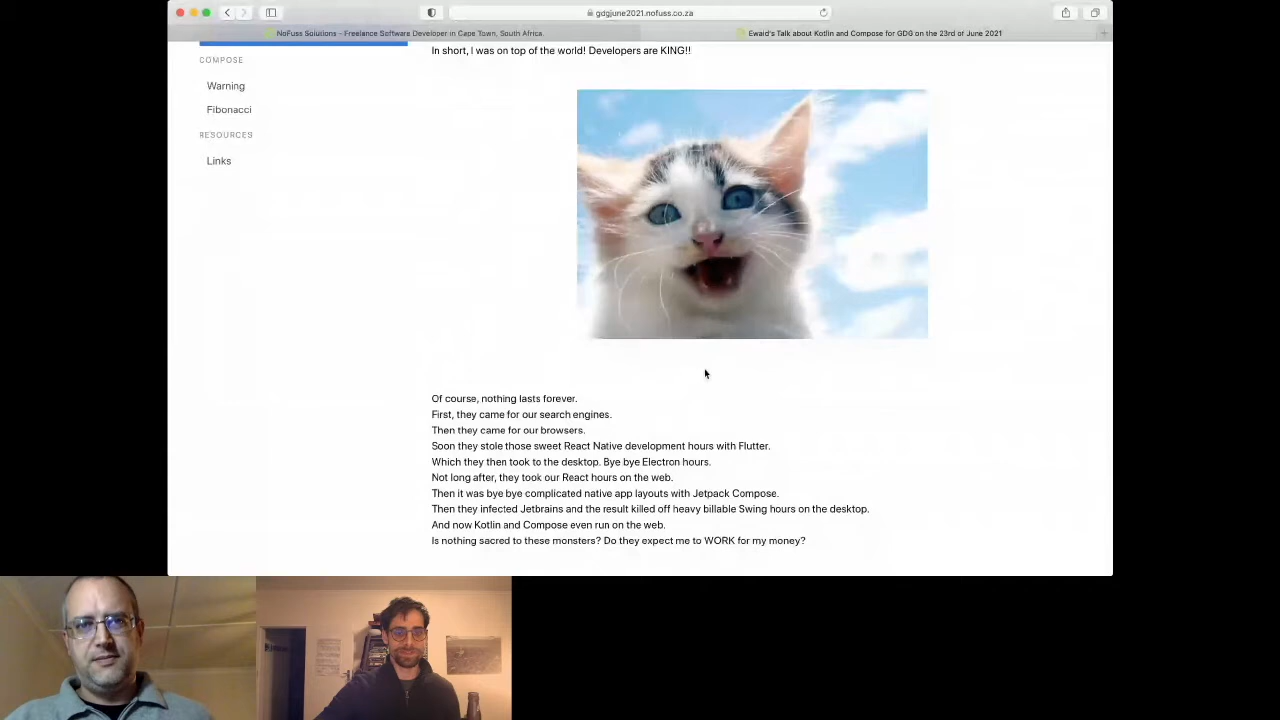 gdgjune2021.nofuss.co.za
NoFuss Solutions – Freelance Software Developer in Cape Town, South Africa.
Ewald's Talk about Kotlin and Compose for GDG on the 23rd of June 2021
In short, I was on top of the world! Developers are KING!!
COMPOSE
Warning
Fibonacci
RESOURCES
Links
Of course, nothing lasts forever.
First, they came for our search engines.
Then they came for our browsers.
Soon they stole those sweet React Native development hours with Flutter.
Which they then took to the desktop. Bye bye Electron hours.
Not long after, they took our React hours on the web.
Then it was bye bye complicated native app layouts with Jetpack Compose.
Then they infected Jetbrains and the result killed off heavy billable Swing hours on the desktop.
And now Kotlin and Compose even run on the web.
Is nothing sacred to these monsters? Do they expect me to WORK for my money?